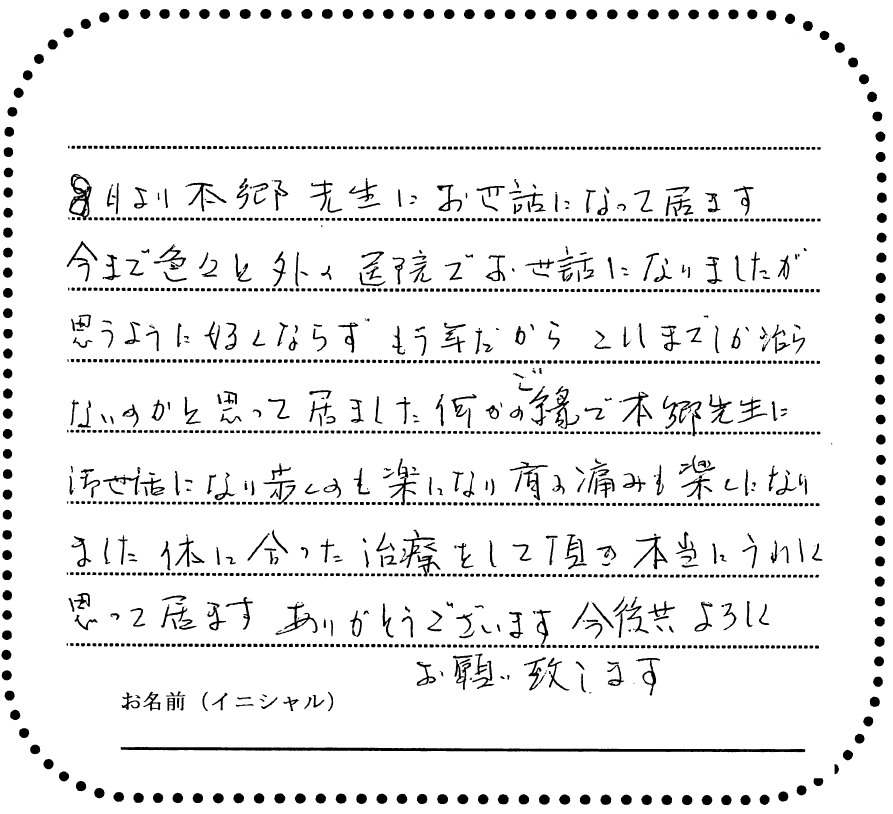 8月より本郷先生にお世話になって居ます
今まで色々と外の医院でお世話になりましたが
思うように好くならず もう年だから これまでしか治ら
ないのかと思って居ました何かのご縁で本郷先生に
御世話になり歩くのも楽になり肩の痛みも楽くになり
ました体に合った治療をして頂き本当にうれしく
思って居ます ありがとうございます 今後共よろしく
お願い致します
お名前（イニシャル）